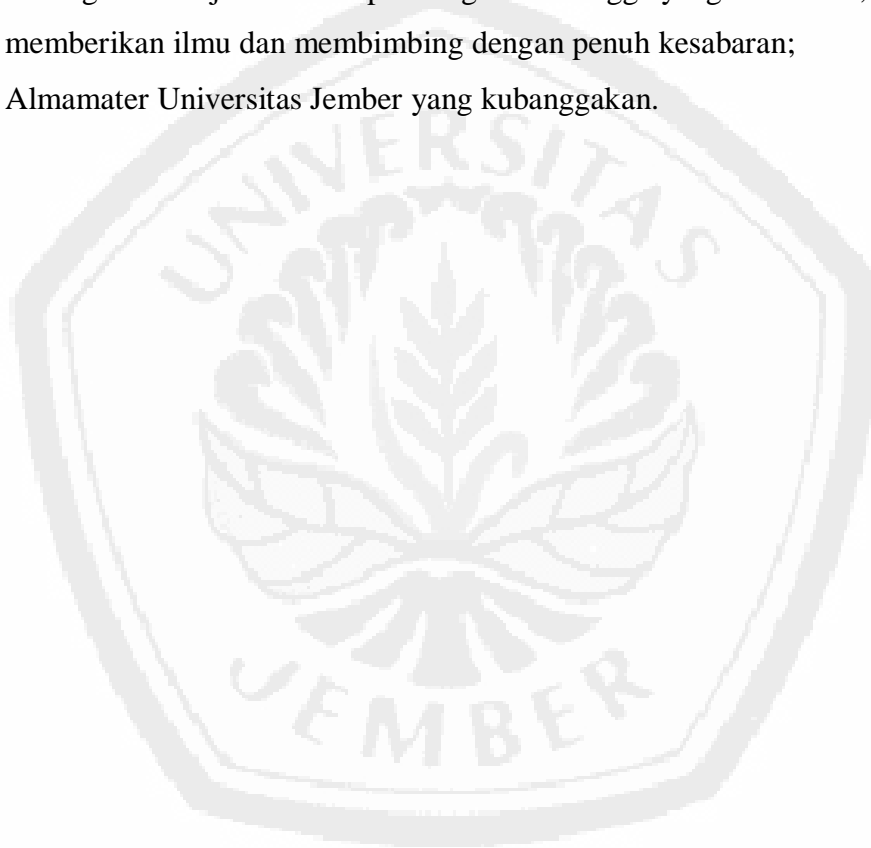 memberikan ilmu dan membimbing dengan penuh kesabaran;
Almamater Universitas Jember yang kubanggakan.
UNIVERSITAS
JEMBER